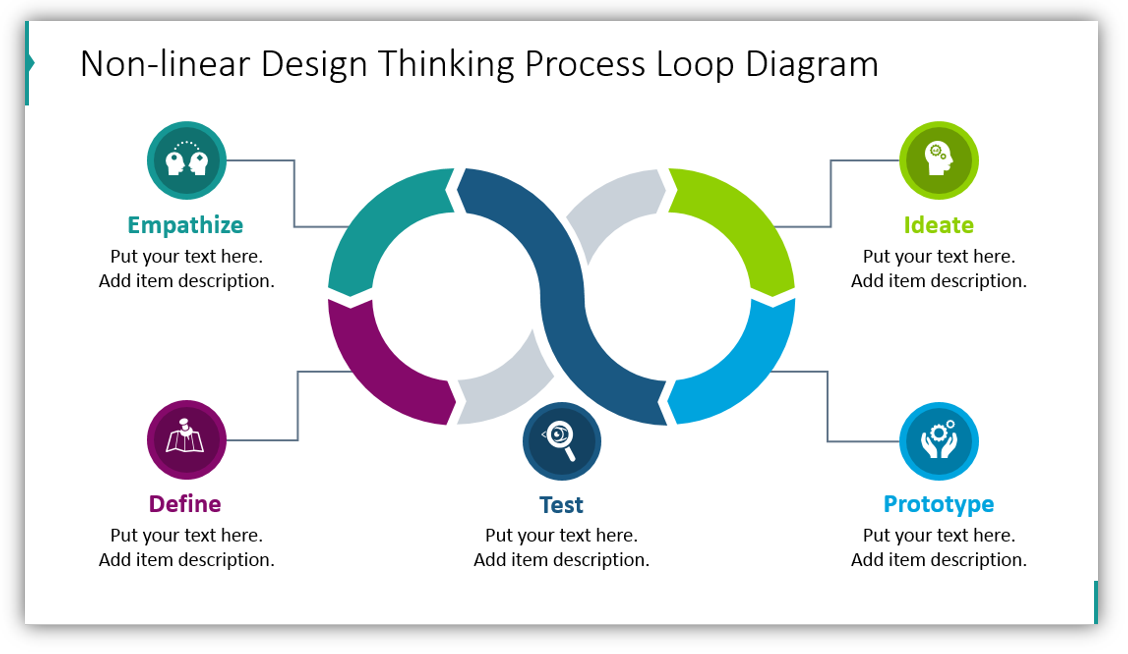 Non-linear Design Thinking Process Loop Diagram
Empathize
Put your text here.
Add item description.
Ideate
Put your text here.
Add item description.
Define
Put your text here.
Add item description.
Test
Put your text here.
Add item description.
Prototype
Put your text here.
Add item description.